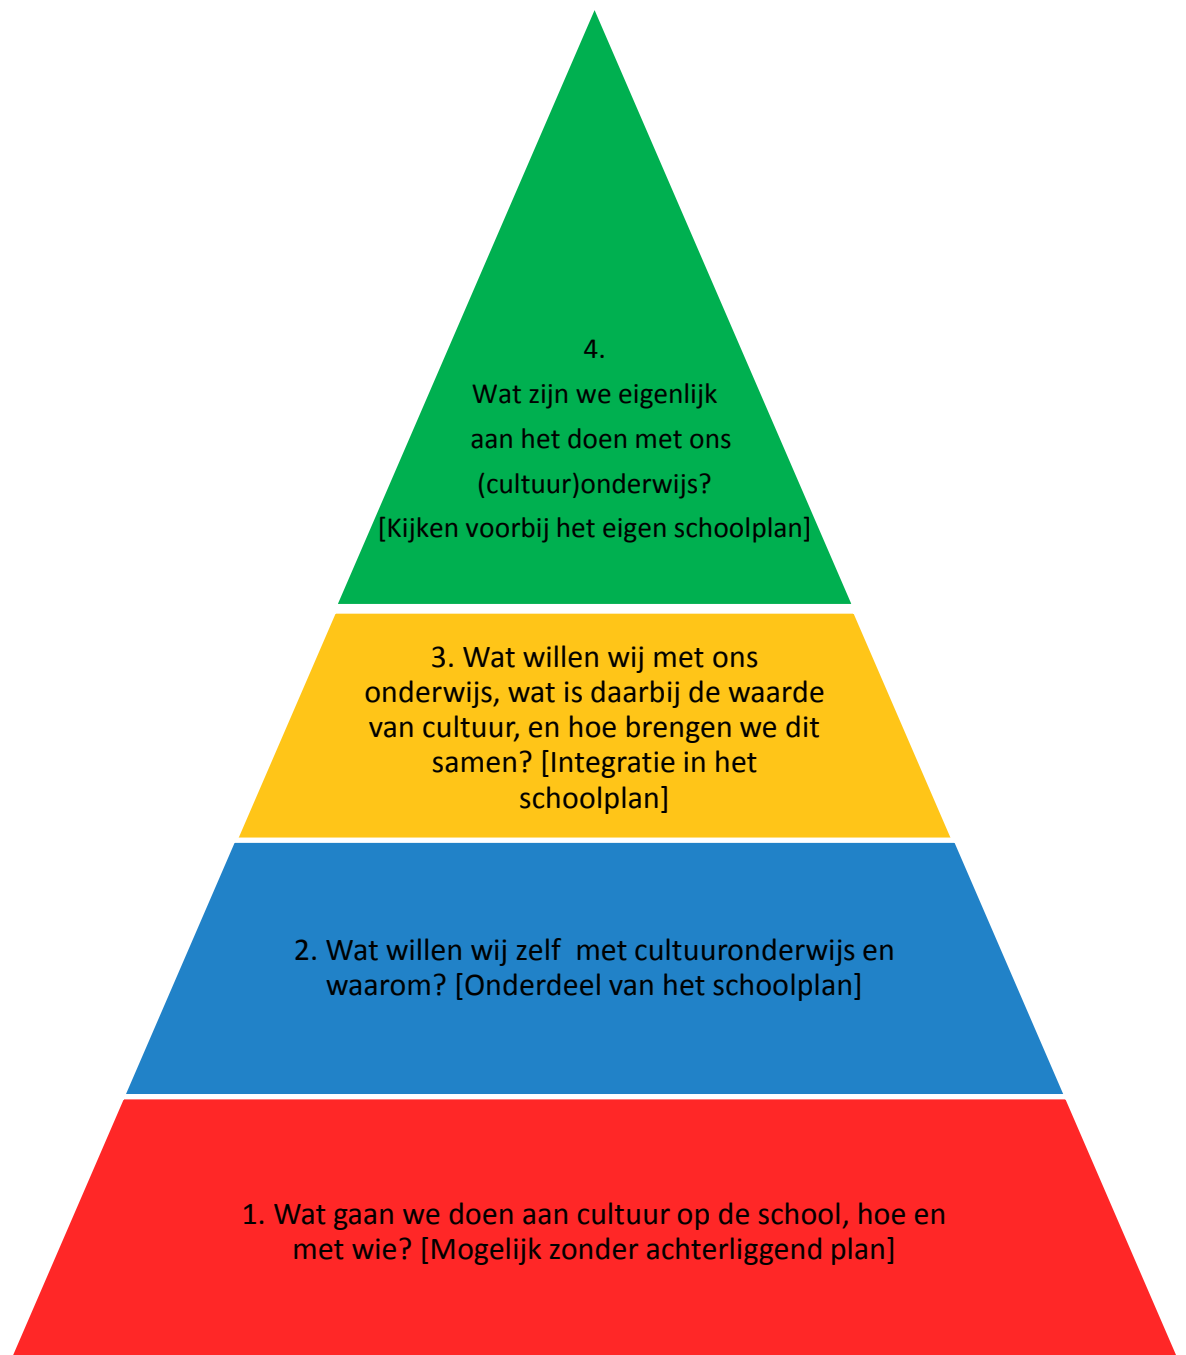 4.
Wat zijn we eigenlijk
aan het doen met ons
(cultuur)onderwijs?
[Kijken voorbij het eigen schoolplan]
3. Wat willen wij met ons
onderwijs, wat is daarbij de waarde
van cultuur, en hoe brengen we dit
samen? [Integratie in het
schoolplan]
2. Wat willen wij zelf  met cultuuronderwijs en
waarom? [Onderdeel van het schoolplan]
1. Wat gaan we doen aan cultuur op de school, hoe en
met wie? [Mogelijk zonder achterliggend plan]